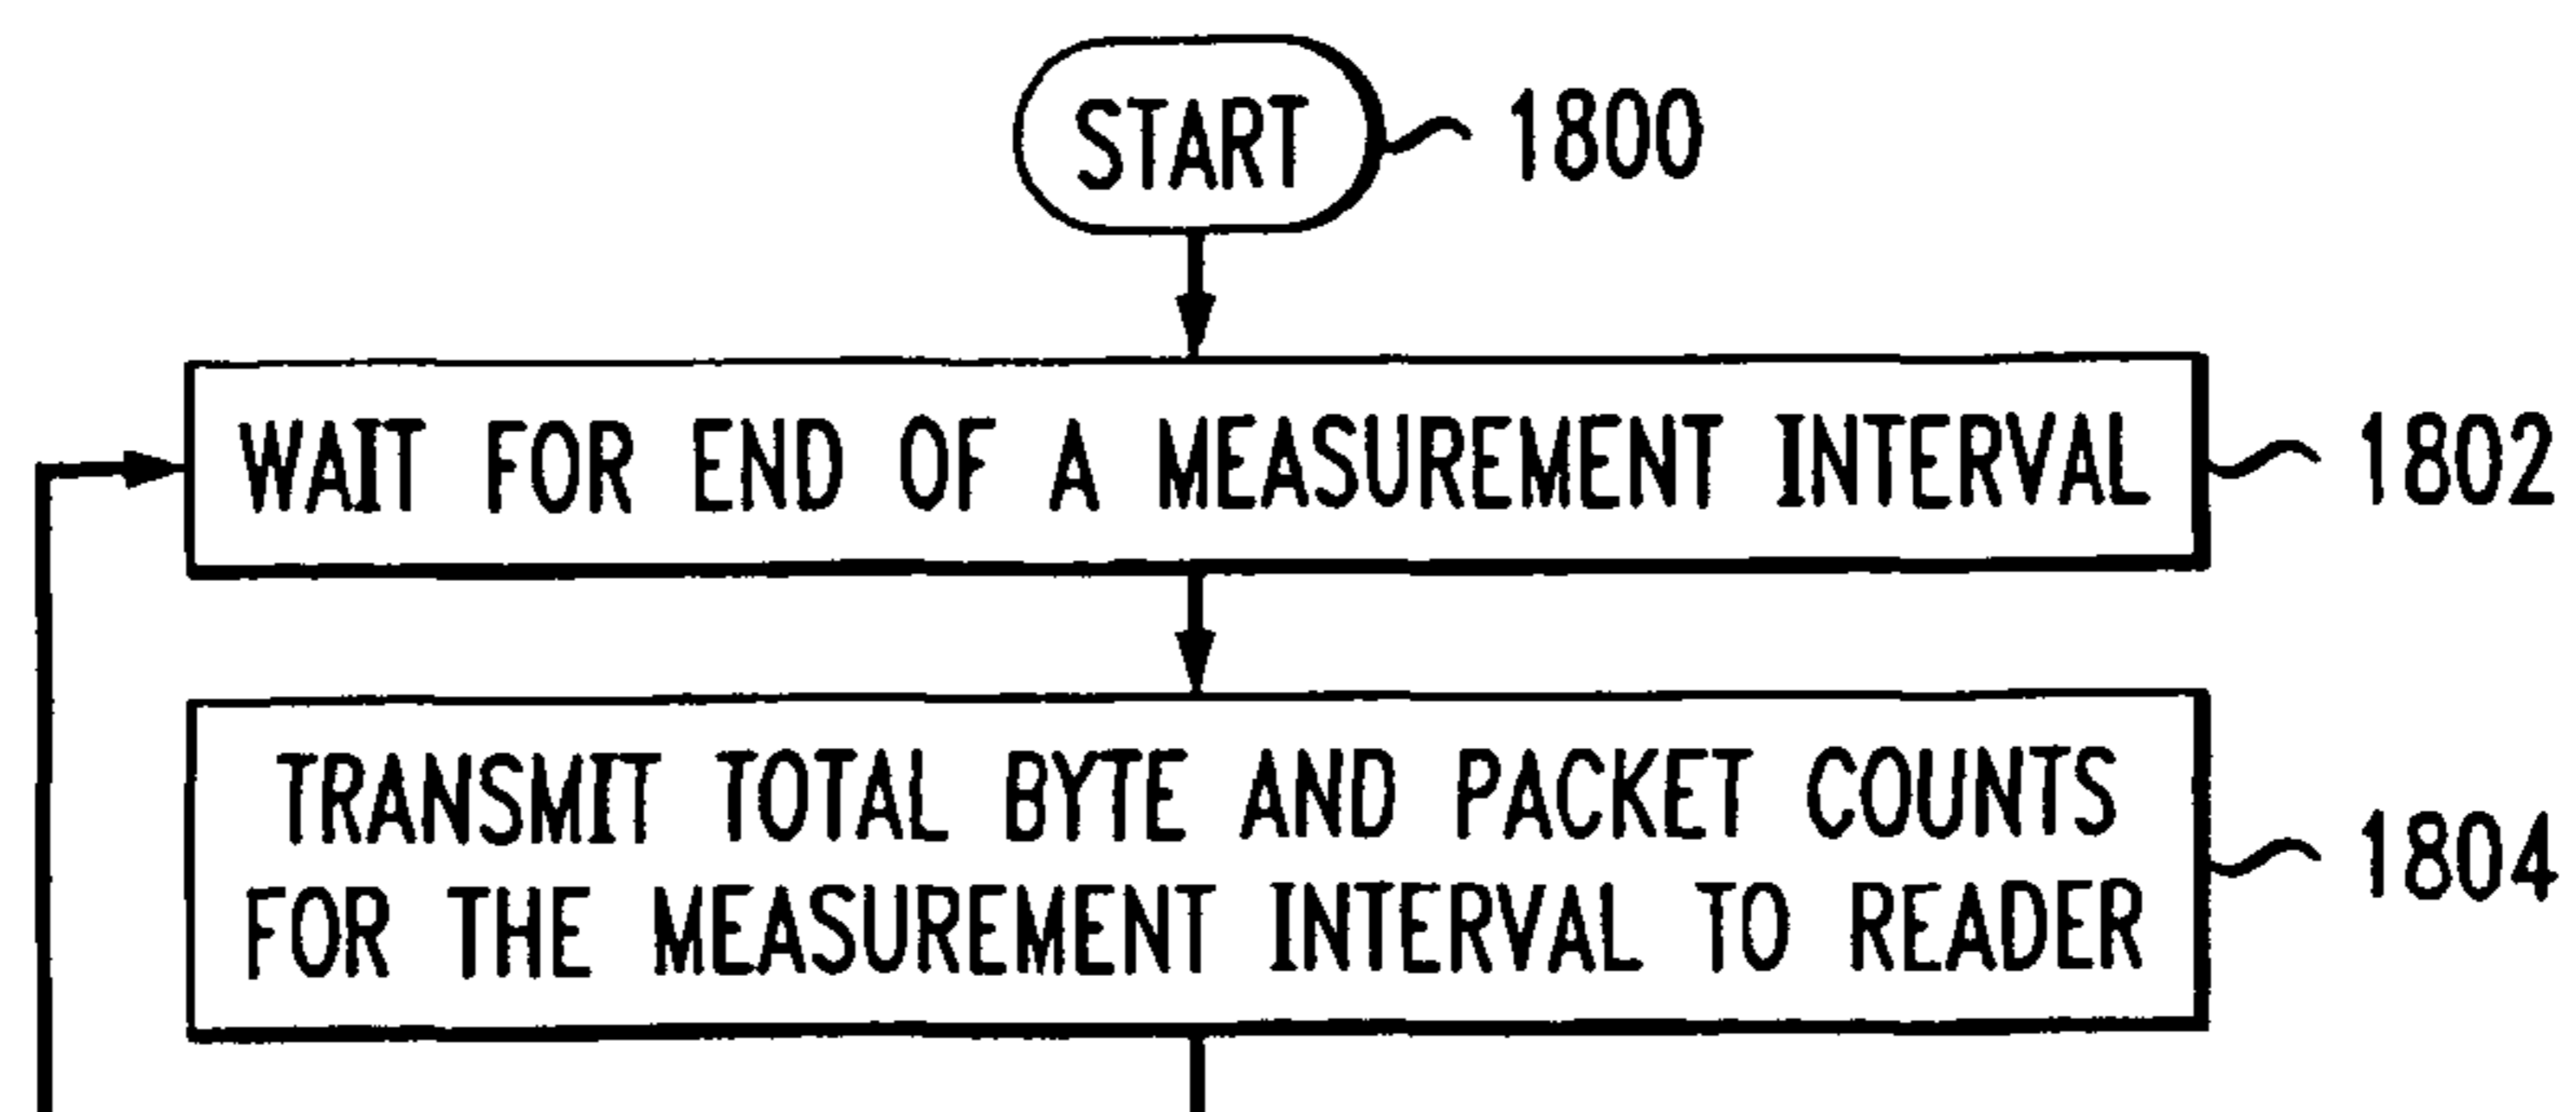 START 1800
WAIT FOR END OF A MEASUREMENT INTERVAL 1802
TRANSMIT TOTAL BYTE AND PACKET COUNTS
FOR THE MEASUREMENT INTERVAL TO READER
1804